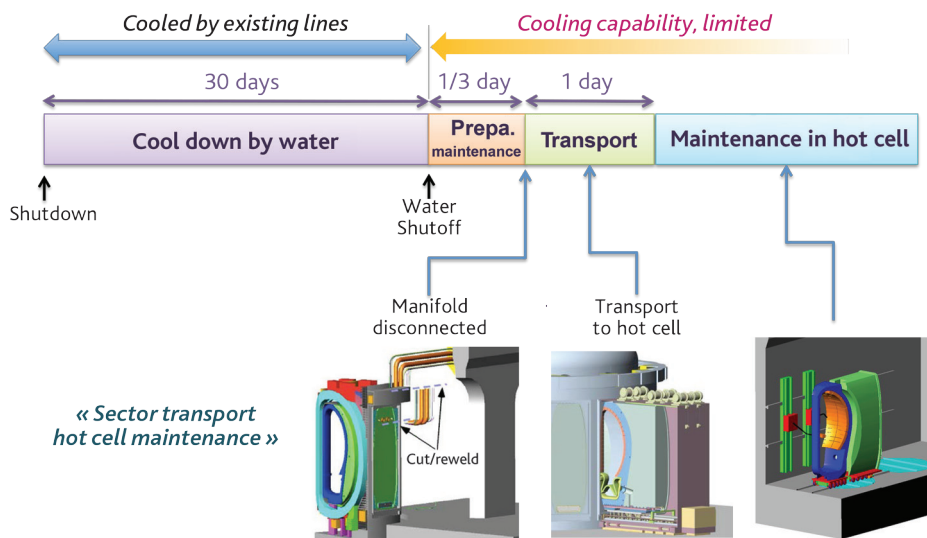 Cooled by existing lines
Cooling capability, limited
30 days
1/3 day
1 day
Cool down by water
Prepa.
maintenance
Transport
Maintenance in hot cell
Shutdown
Water
Shutoff
Manifold
disconnected
Transport
to hot cell
« Sector transport
hot cell maintenance »
Cut/reweld